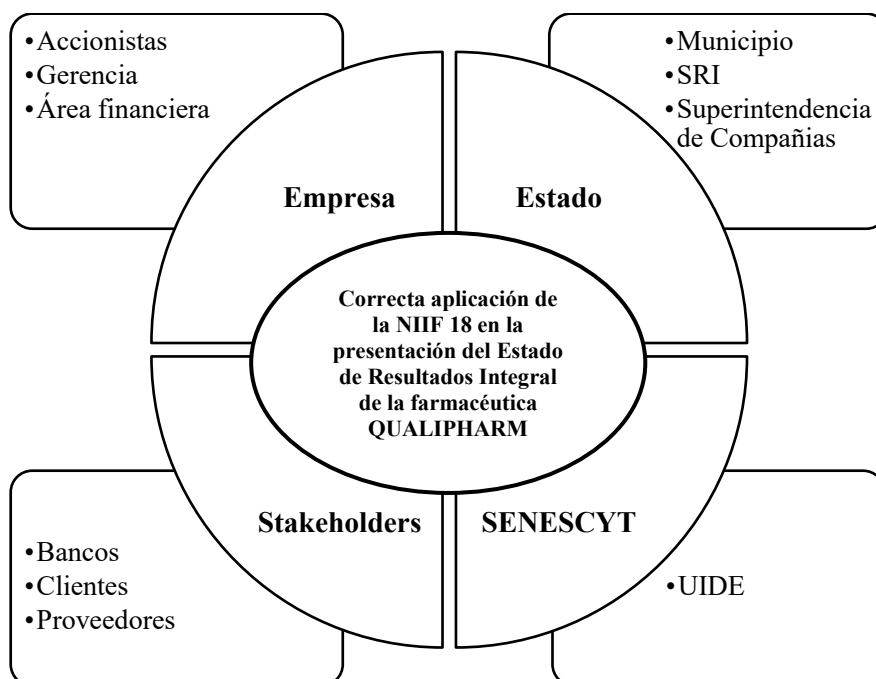 •Accionistas
•Gerencia
•Área financiera
•Municipio
•SRI
•Superintendencia
de Compañias
Empresa
Estado
Correcta aplicación de
la NIIF 18 en la
presentación del Estado
de Resultados Integral
de la farmacéutica
QUALIPHARM
Stakeholders
SENESCYT
•Bancos
•Clientes
•Proveedores
•UIDE